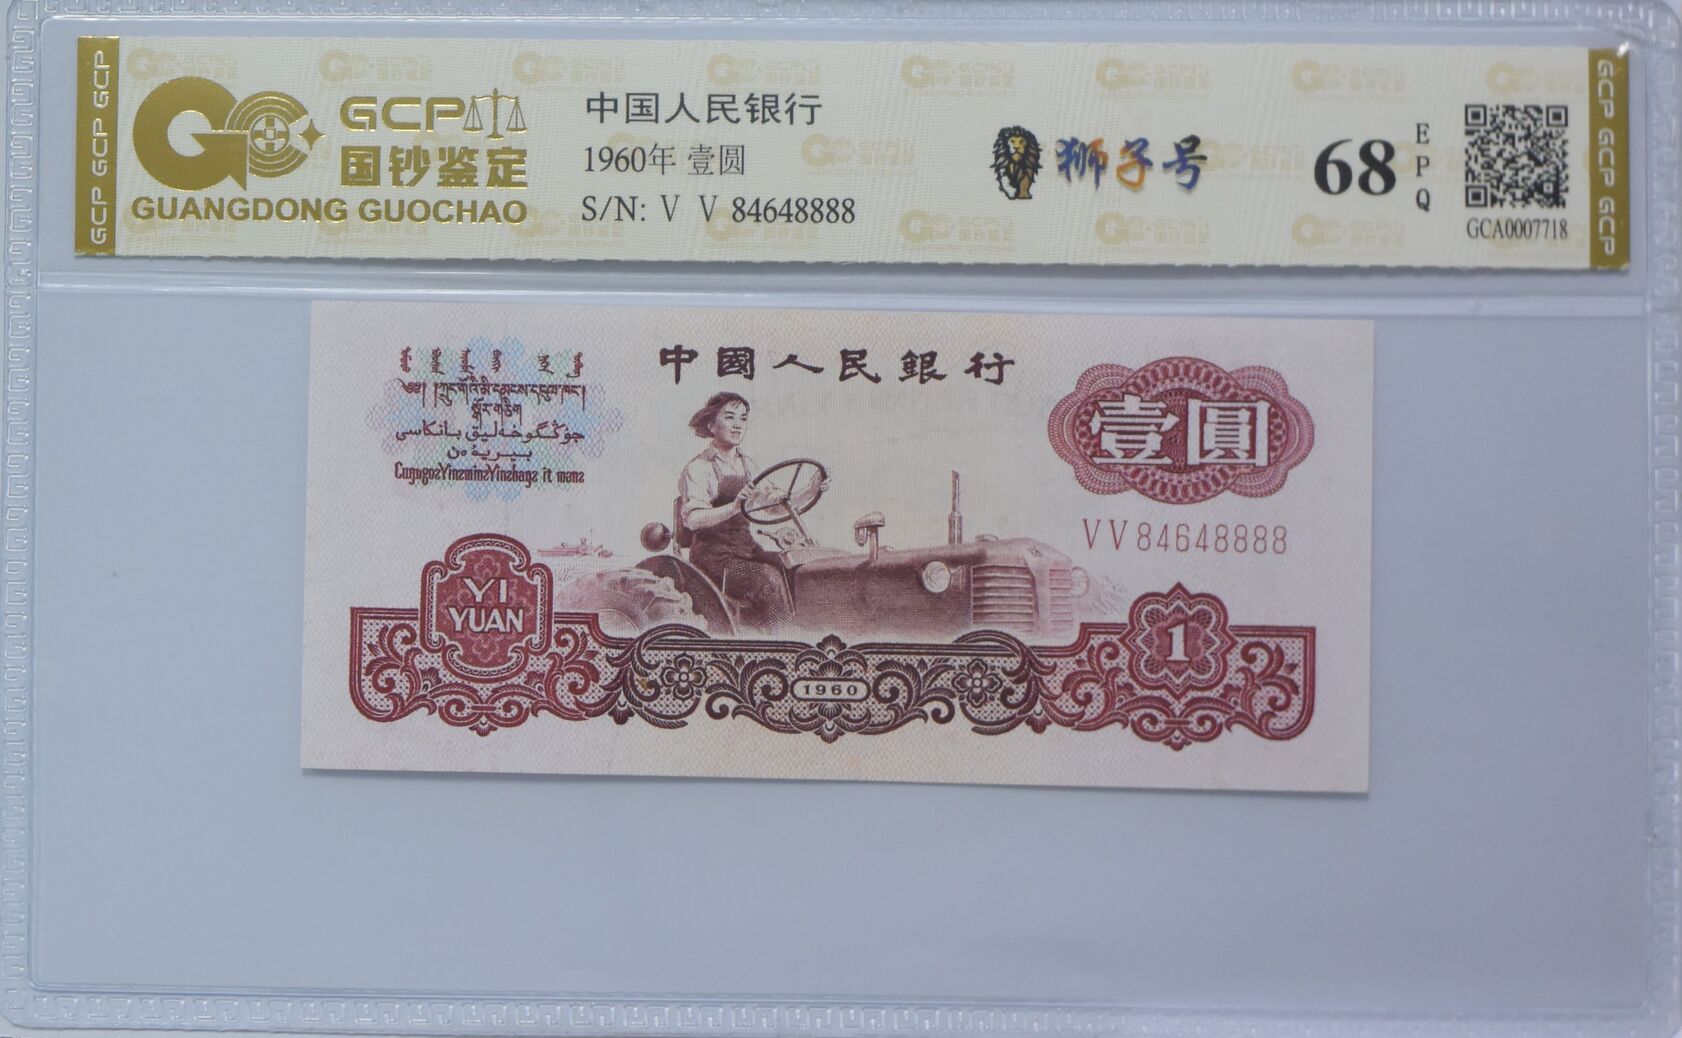 GCP GCP GCP
GCP
国钞鉴定
GUANGDONG GUOCHAO
中国人民银行
1960年 壹圆
S/N: V V 84648888
狮子号
68
EPQ
GCA0007718
GCP GCP GCP
中國人民銀行
壹圓
VV84648888
YI
YUAN
1
1960